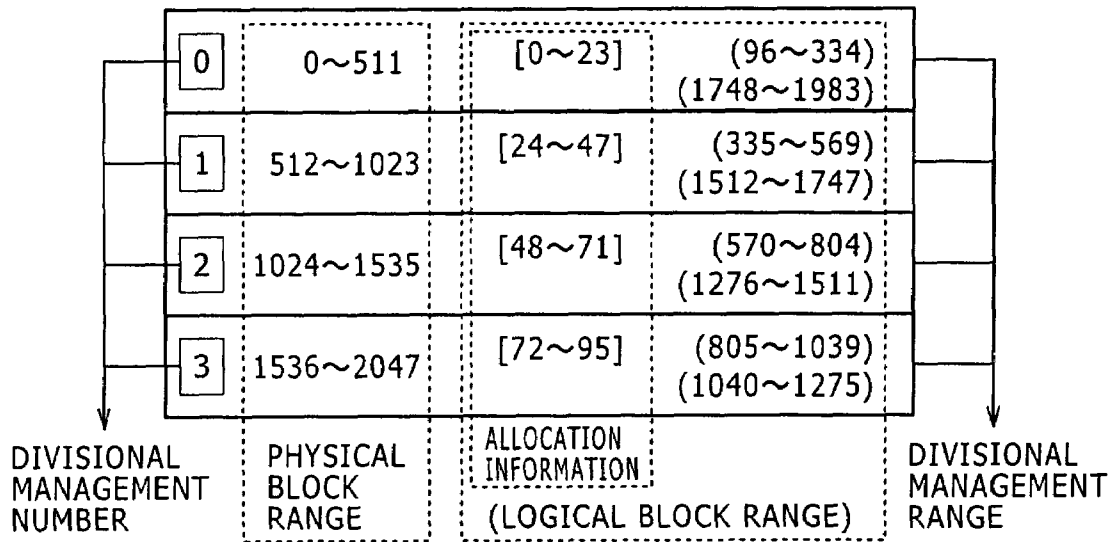 0 0～511 [0～23] (96～334)
(1748～1983)
1 512～1023 [24～47] (335～569)
(1512～1747)
2 1024～1535 [48～71] (570～804)
(1276～1511)
3 1536～2047 [72～95] (805～1039)
(1040～1275)
DIVISIONAL
MANAGEMENT
NUMBER
PHYSICAL
BLOCK
RANGE
ALLOCATION
INFORMATION
(LOGICAL BLOCK RANGE)
DIVISIONAL
MANAGEMENT
RANGE